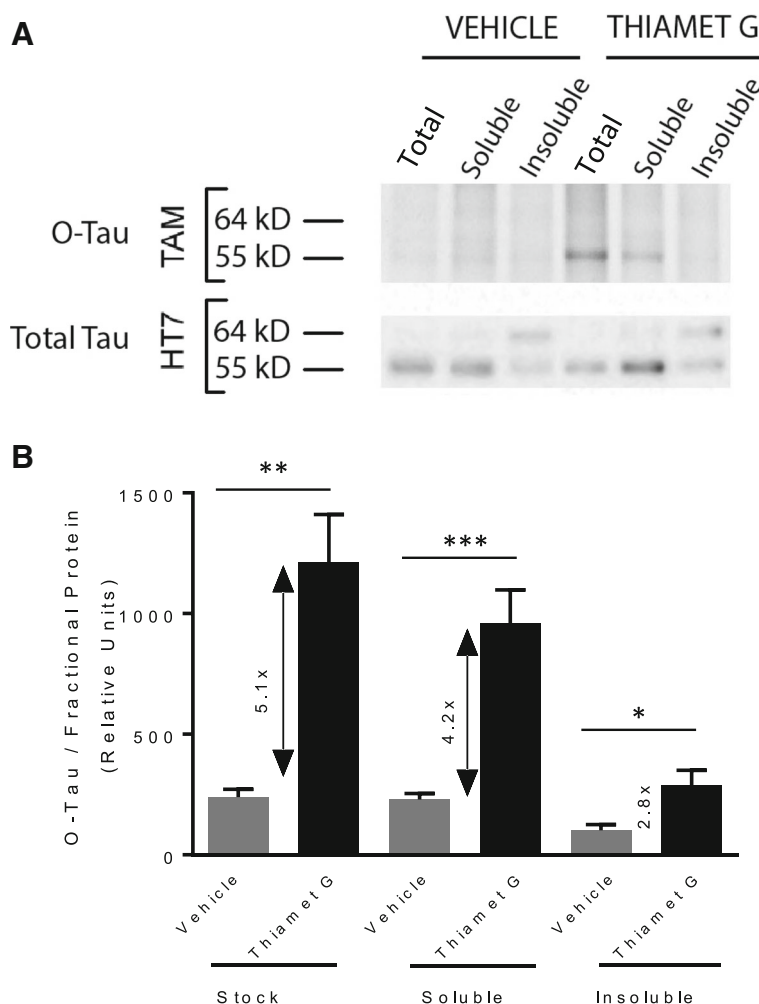 A
VEHICLE THIAMET G
Total Soluble Insoluble Total Soluble Insoluble
O-Tau TAM 64 kD
55 kD
Total Tau HT7 64 kD
55 kD
B
O-Tau / Fractional Protein
(Relative Units)
1500
1000
500
0
** *** *
5.1x 4.2x 2.8x
Vehicle Thiamet G Vehicle Thiamet G Vehicle Thiamet G
Stock Soluble Insoluble